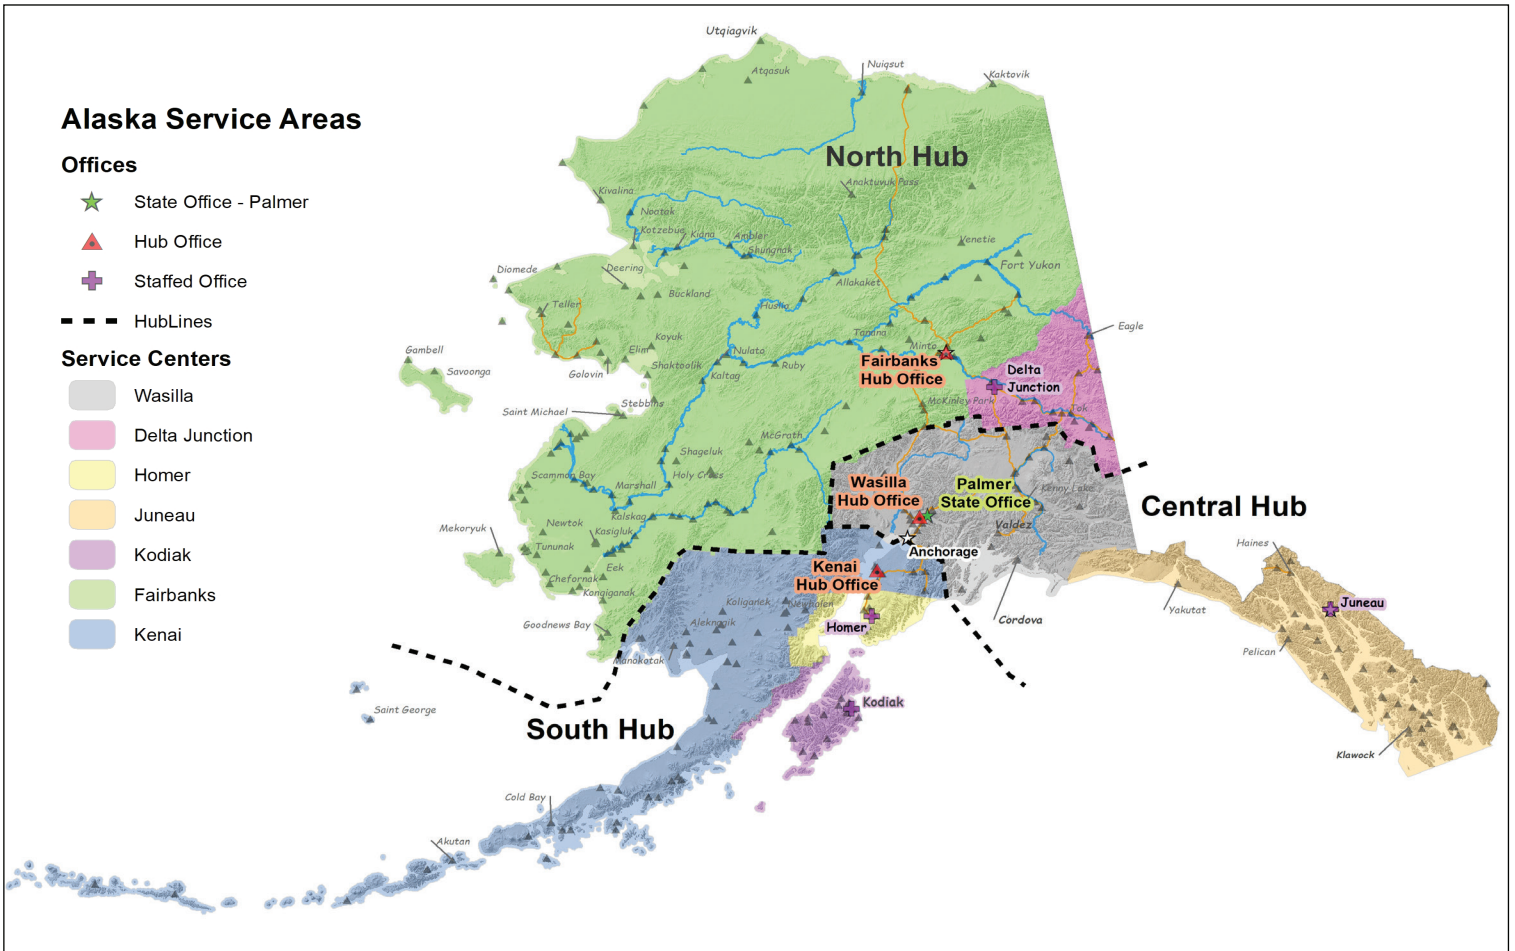 Alaska Service Areas
Offices
State Office - Palmer
Hub Office
Staffed Office
HubLines
Service Centers
Wasilla
Delta Junction
Homer
Juneau
Kodiak
Fairbanks
Kenai
Utqiagvik
Atqasuk
Nuiqsut
Kaktovik
North Hub
Anaktuvuk Pass
Kivalina
Noatak
Kotzebue
Kiana
Ambler
Shungnak
Venetie
Fort Yukon
Diomede
Deering
Buckland
Allakaket
Teller
Huslia
Eagle
Tanana
Minto
Koyuk
Elim
Nulato
Golovin
Shaktoolik
Ruby
Kaltag
Gambell
Savoonga
Fairbanks
Hub Office
Delta
Junction
Stebbins
Saint Michael
McKinley Park
Tok
McGrath
Shageluk
Holy Cross
Scammon Bay
Marshall
Wasilla
Hub Office
Palmer
State Office
Kenny Lake
Central Hub
Kalskag
Newtok
Kasigluk
Mekoryuk
Tununak
Valdez
Anchorage
Eek
Chefornak
Kongiganak
Kenai
Hub Office
Haines
Yakutat
Juneau
Koliganek
Newhalen
Goodnews Bay
Aleknagik
Homer
Cordova
Manokotak
Pelican
Saint George
Kodiak
South Hub
Klawock
Cold Bay
Akutan